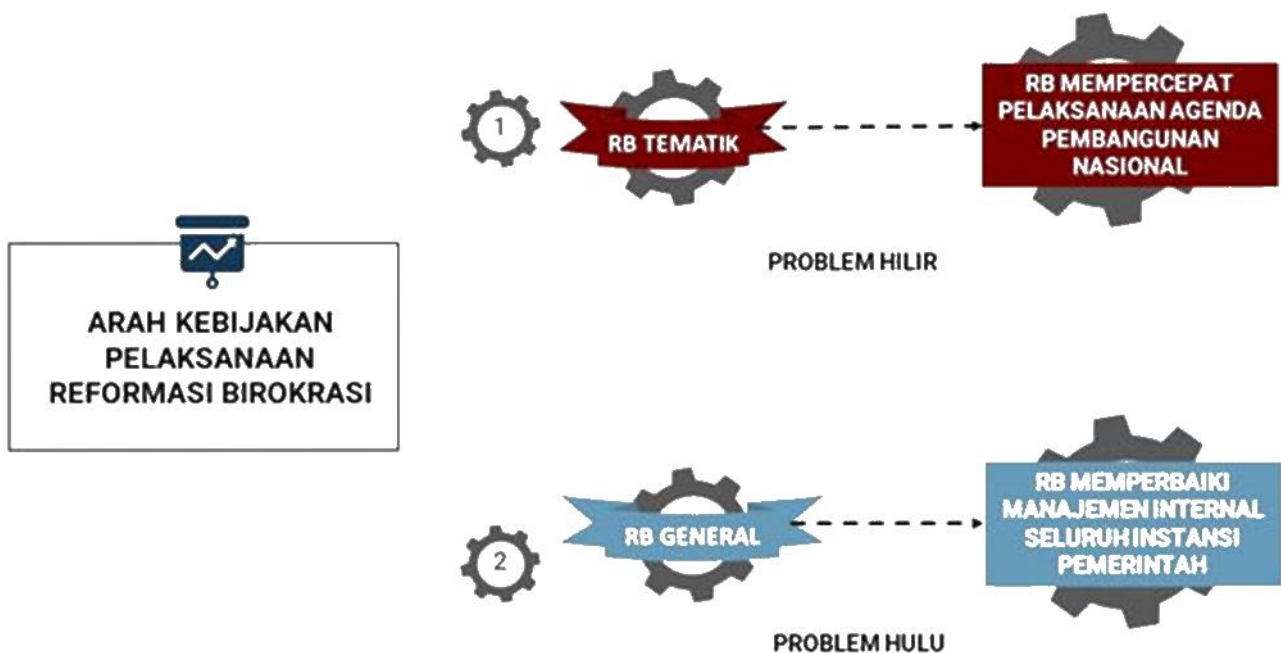 ARAH KEBIJAKAN
PELAKSANAAN
REFORMASI BIROKRASI
1
RB TEMATIK
RB MEMPERCEPAT
PELAKSANAAN AGENDA
PEMBANGUNAN
NASIONAL
PROBLEM HILIR
2
RB GENERAL
RB MEMPERBAIKI
MANAJEMEN INTERNAL
SELURUH INSTANSI
PEMERINTAH
PROBLEM HULU